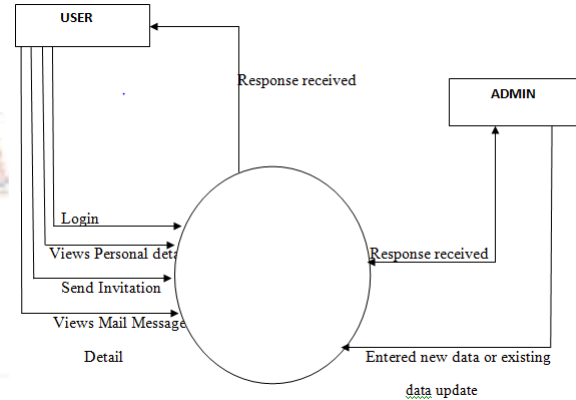 USER
Response received
ADMIN
Login
Views Personal deta
Send Invitation
Views Mail Message
Detail
Response received
Entered new data or existing
data update